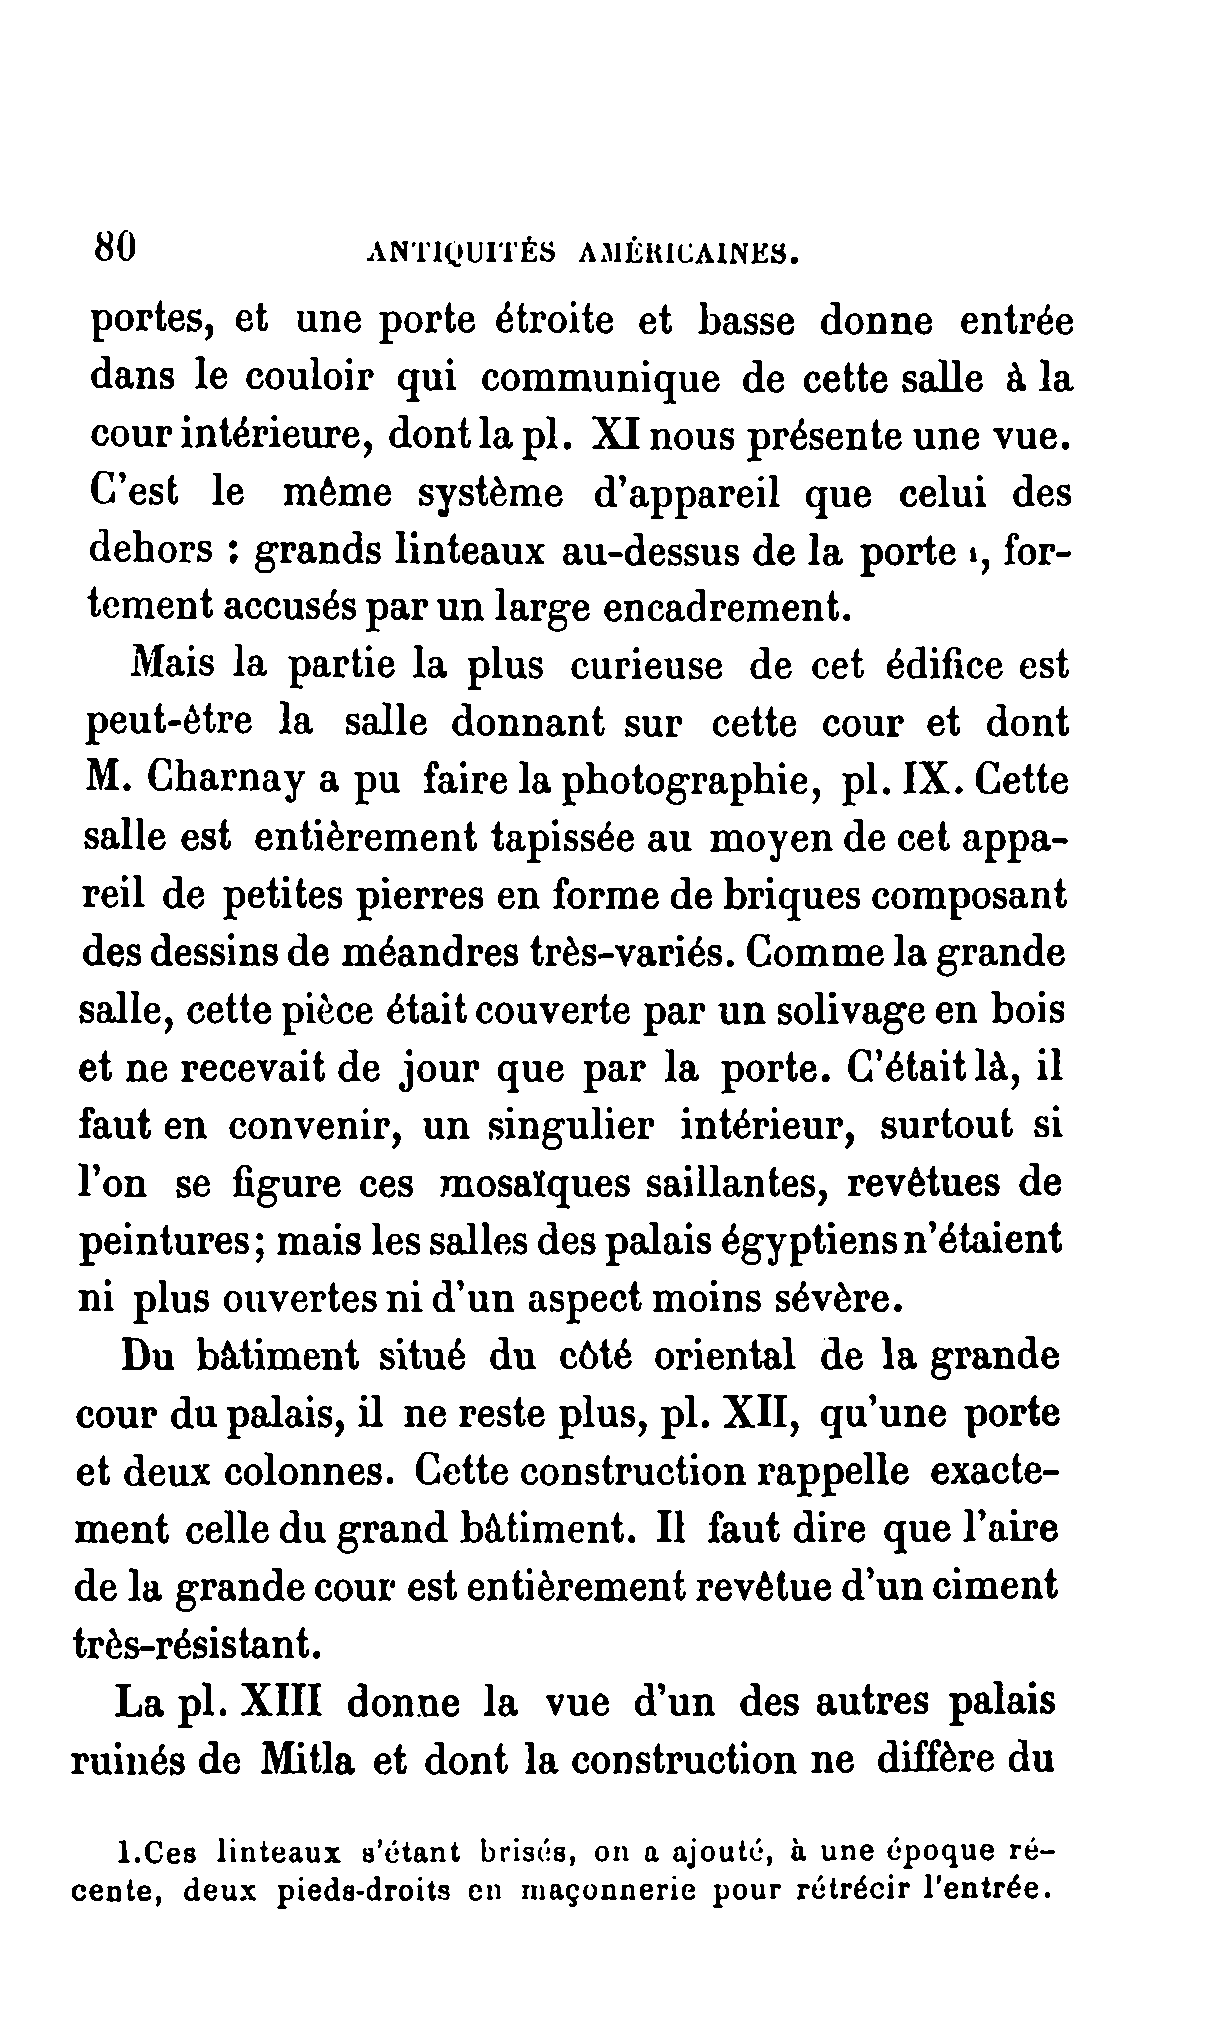 80 ANTIQUITÉS AMÉRICAINES.
portes, et une porte étroite et basse donne entrée
dans le couloir qui communique de cette salle à la
cour intérieure, dont la pl. XI nous présente une vue.
C'est le même système d'appareil que celui des
dehors : grands linteaux au-dessus de la porte ¹, for-
tement accusés par un large encadrement.
Mais la partie la plus curieuse de cet édifice est
peut-être la salle donnant sur cette cour et dont
M. Charnay a pu faire la photographie, pl. IX. Cette
salle est entièrement tapissée au moyen de cet appa-
reil de petites pierres en forme de briques composant
des dessins de méandres très-variés. Comme la grande
salle, cette pièce était couverte par un solivage en bois
et ne recevait de jour que par la porte. C'était là, il
faut en convenir, un singulier intérieur, surtout si
l'on se figure ces mosaïques saillantes, revêtues de
peintures; mais les salles des palais égyptiens n'étaient
ni plus ouvertes ni d'un aspect moins sévère.
Du bâtiment situé du côté oriental de la grande
cour du palais, il ne reste plus, pl. XII, qu'une porte
et deux colonnes. Cette construction rappelle exacte-
ment celle du grand bâtiment. Il faut dire que l'aire
de la grande cour est entièrement revêtue d'un ciment
très-résistant.
La pl. XIII donne la vue d'un des autres palais
ruinés de Mitla et dont la construction ne diffère du
1. Ces linteaux s'étant brisés, on a ajouté, à une époque ré-
cente, deux pieds-droits en maçonnerie pour rétrécir l'entrée.